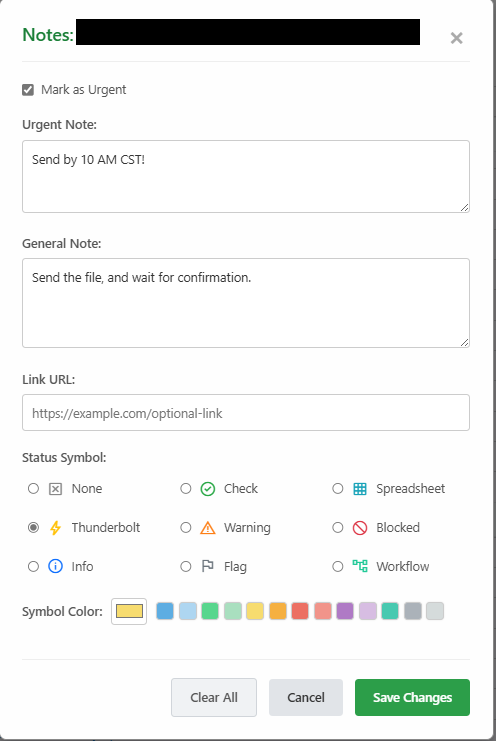 Notes:
Mark as Urgent
Urgent Note:
Send by 10 AM CST!
General Note:
Send the file, and wait for confirmation.
Link URL:
https://example.com/optional-link
Status Symbol:
None Check Spreadsheet
Thunderbolt Warning Blocked
Info Flag Workflow
Symbol Color:
Clear All Cancel Save Changes